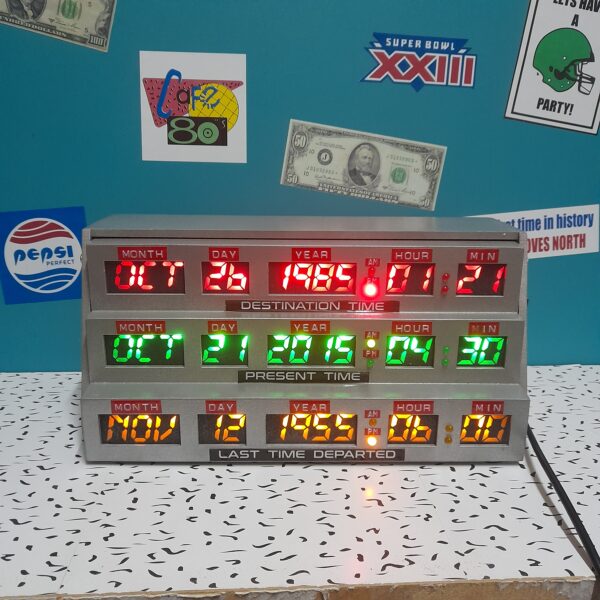 SUPER BOWL
XXIII
LETS HAVE
A
PARTY!
CAFE
80
50
50
PEPSI
PERFECT
time in history
OVES NORTH
MONTH DAY YEAR AM HOUR MIN
OCT 26 1985 01 21
DESTINATION TIME
MONTH DAY YEAR AM HOUR MIN
OCT 21 2015 PM 04 30
PRESENT TIME
MONTH DAY YEAR AM HOUR MIN
NOV 12 1955 PM 06 00
LAST TIME DEPARTED